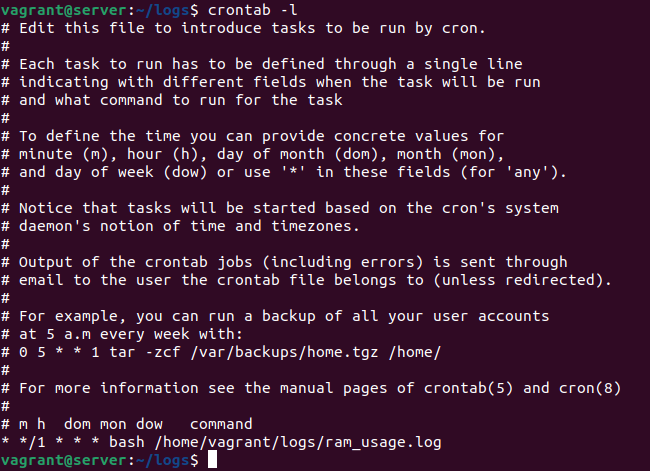 vagrant@server:~/logs$ crontab -l
# Edit this file to introduce tasks to be run by cron.
#
# Each task to run has to be defined through a single line
# indicating with different fields when the task will be run
# and what command to run for the task
#
# To define the time you can provide concrete values for
# minute (m), hour (h), day of month (dom), month (mon),
# and day of week (dow) or use '*' in these fields (for 'any').
#
# Notice that tasks will be started based on the cron's system
# daemon's notion of time and timezones.
#
# Output of the crontab jobs (including errors) is sent through
# email to the user the crontab file belongs to (unless redirected).
#
# For example, you can run a backup of all your user accounts
# at 5 a.m every week with:
# 0 5 * * 1 tar -zcf /var/backups/home.tgz /home/
#
# For more information see the manual pages of crontab(5) and cron(8)
#
# m h  dom mon dow   command
* */1 * * * bash /home/vagrant/logs/ram_usage.log
vagrant@server:~/logs$